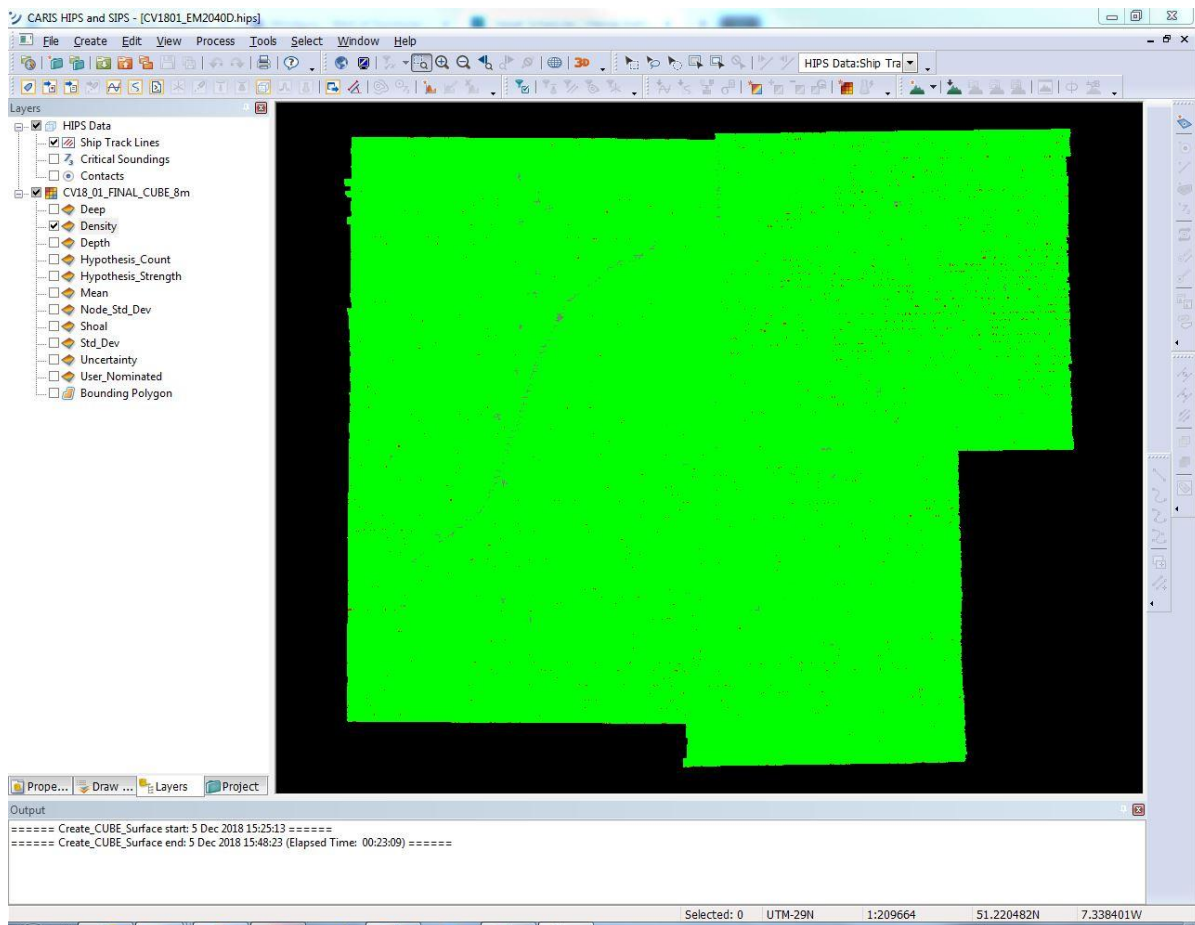 CARIS HIPS and SIPS - [CV1801_EM2040D.hips]
File Create Edit View Process Tools Select Window Help
3D
HIPS Data:Ship Tra
Layers
HIPS Data
Ship Track Lines
Critical Soundings
Contacts
CV18_01_FINAL_CUBE_8m
Deep
Density
Depth
Hypothesis_Count
Hypothesis_Strength
Mean
Node_Std_Dev
Shoal
Std_Dev
Uncertainty
User_Nominated
Bounding Polygon
Prope... Draw ... Layers Project
Output
====== Create_CUBE_Surface start: 5 Dec 2018 15:25:13 ======
====== Create_CUBE_Surface end: 5 Dec 2018 15:48:23 (Elapsed Time: 00:23:09) ======
Selected: 0 UTM-29N 1:209664 51.220482N 7.338401W